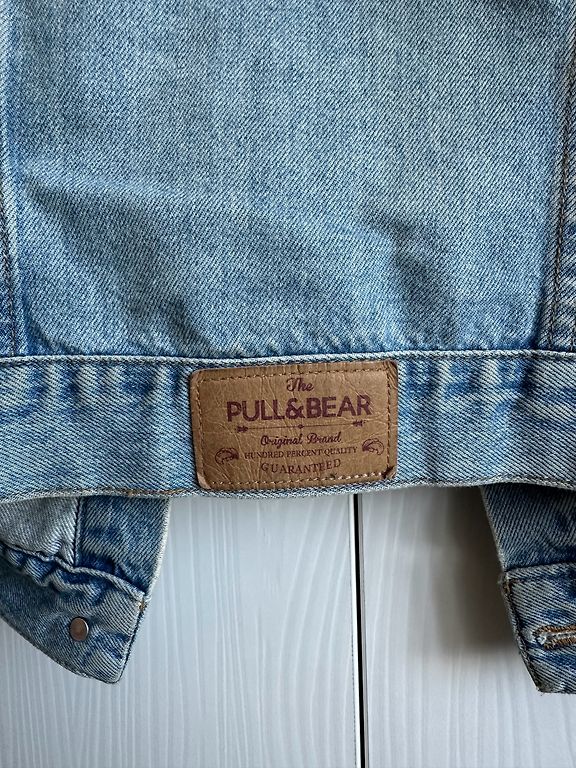 The
PULL&BEAR
Original Brand
HUNDRED PERCENT QUALITY
GUARANTEED